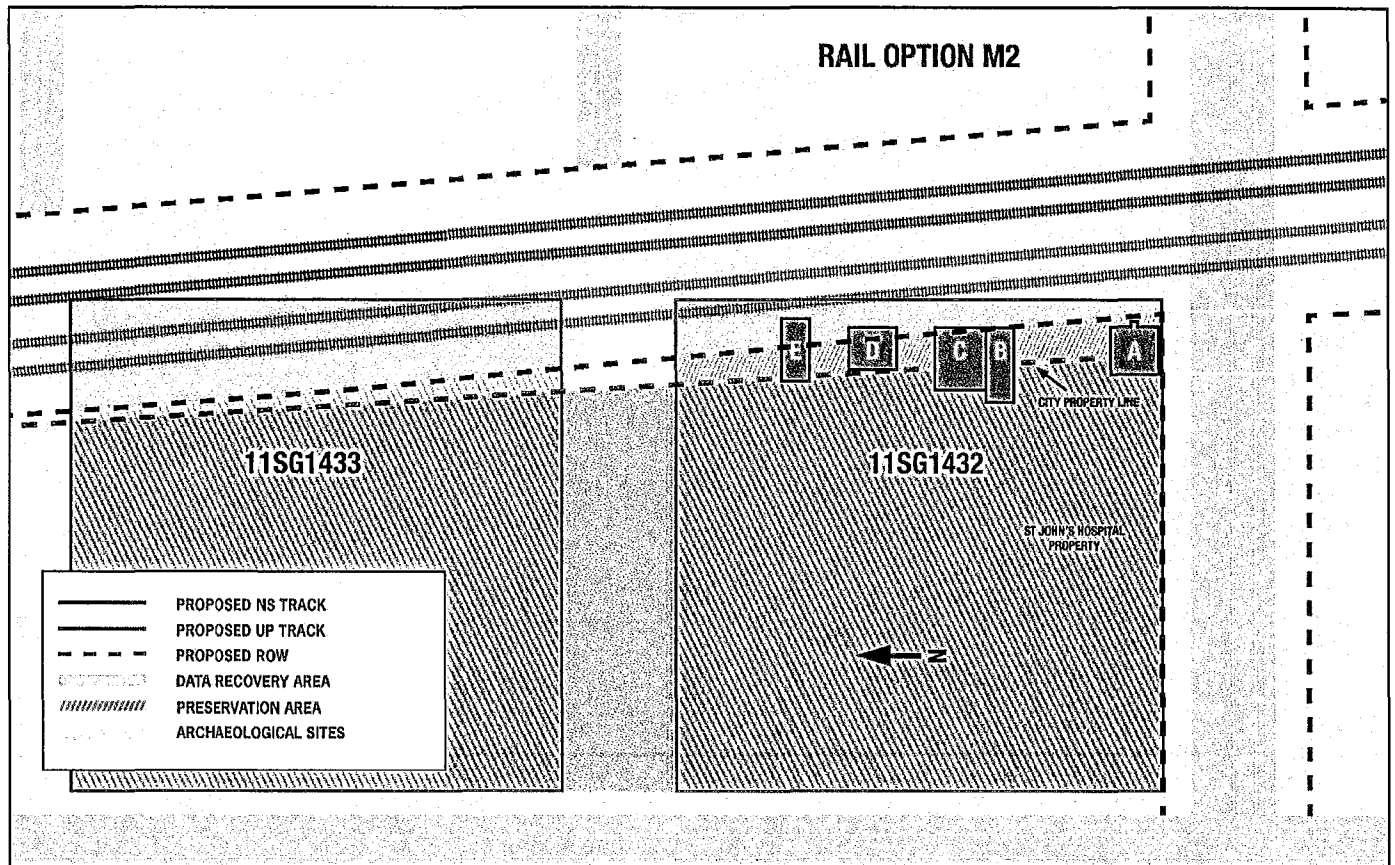 RAIL OPTION M2
E
D
C
B
A
CITY PROPERTY LINE
11SG1433
11SG1432
ST JOHN'S HOSPITAL
PROPERTY
N
PROPOSED NS TRACK
PROPOSED UP TRACK
PROPOSED ROW
DATA RECOVERY AREA
PRESERVATION AREA
ARCHAEOLOGICAL SITES